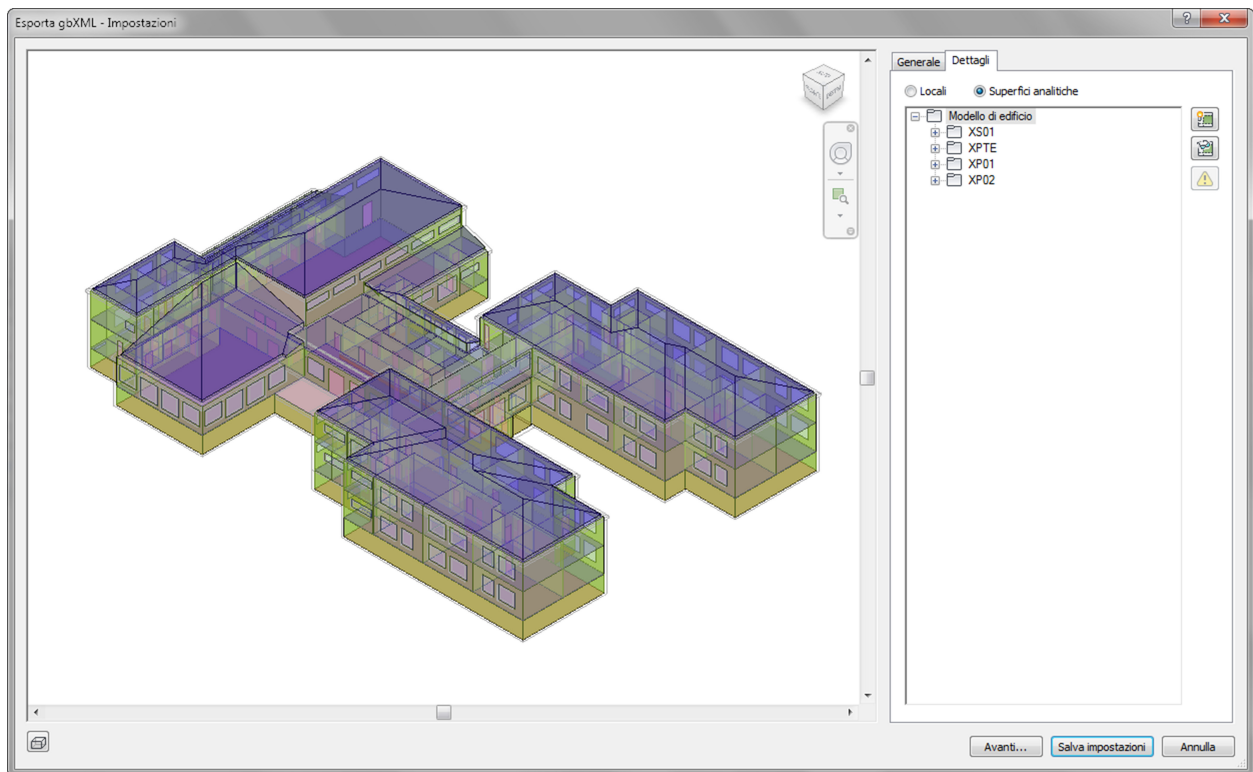 Esporta gbXML - Impostazioni
Generale
Dettagli
Locali
Superfici analitiche
Modello di edificio
XS01
XPTE
XP01
XP02
Avanti...
Salva impostazioni
Annulla